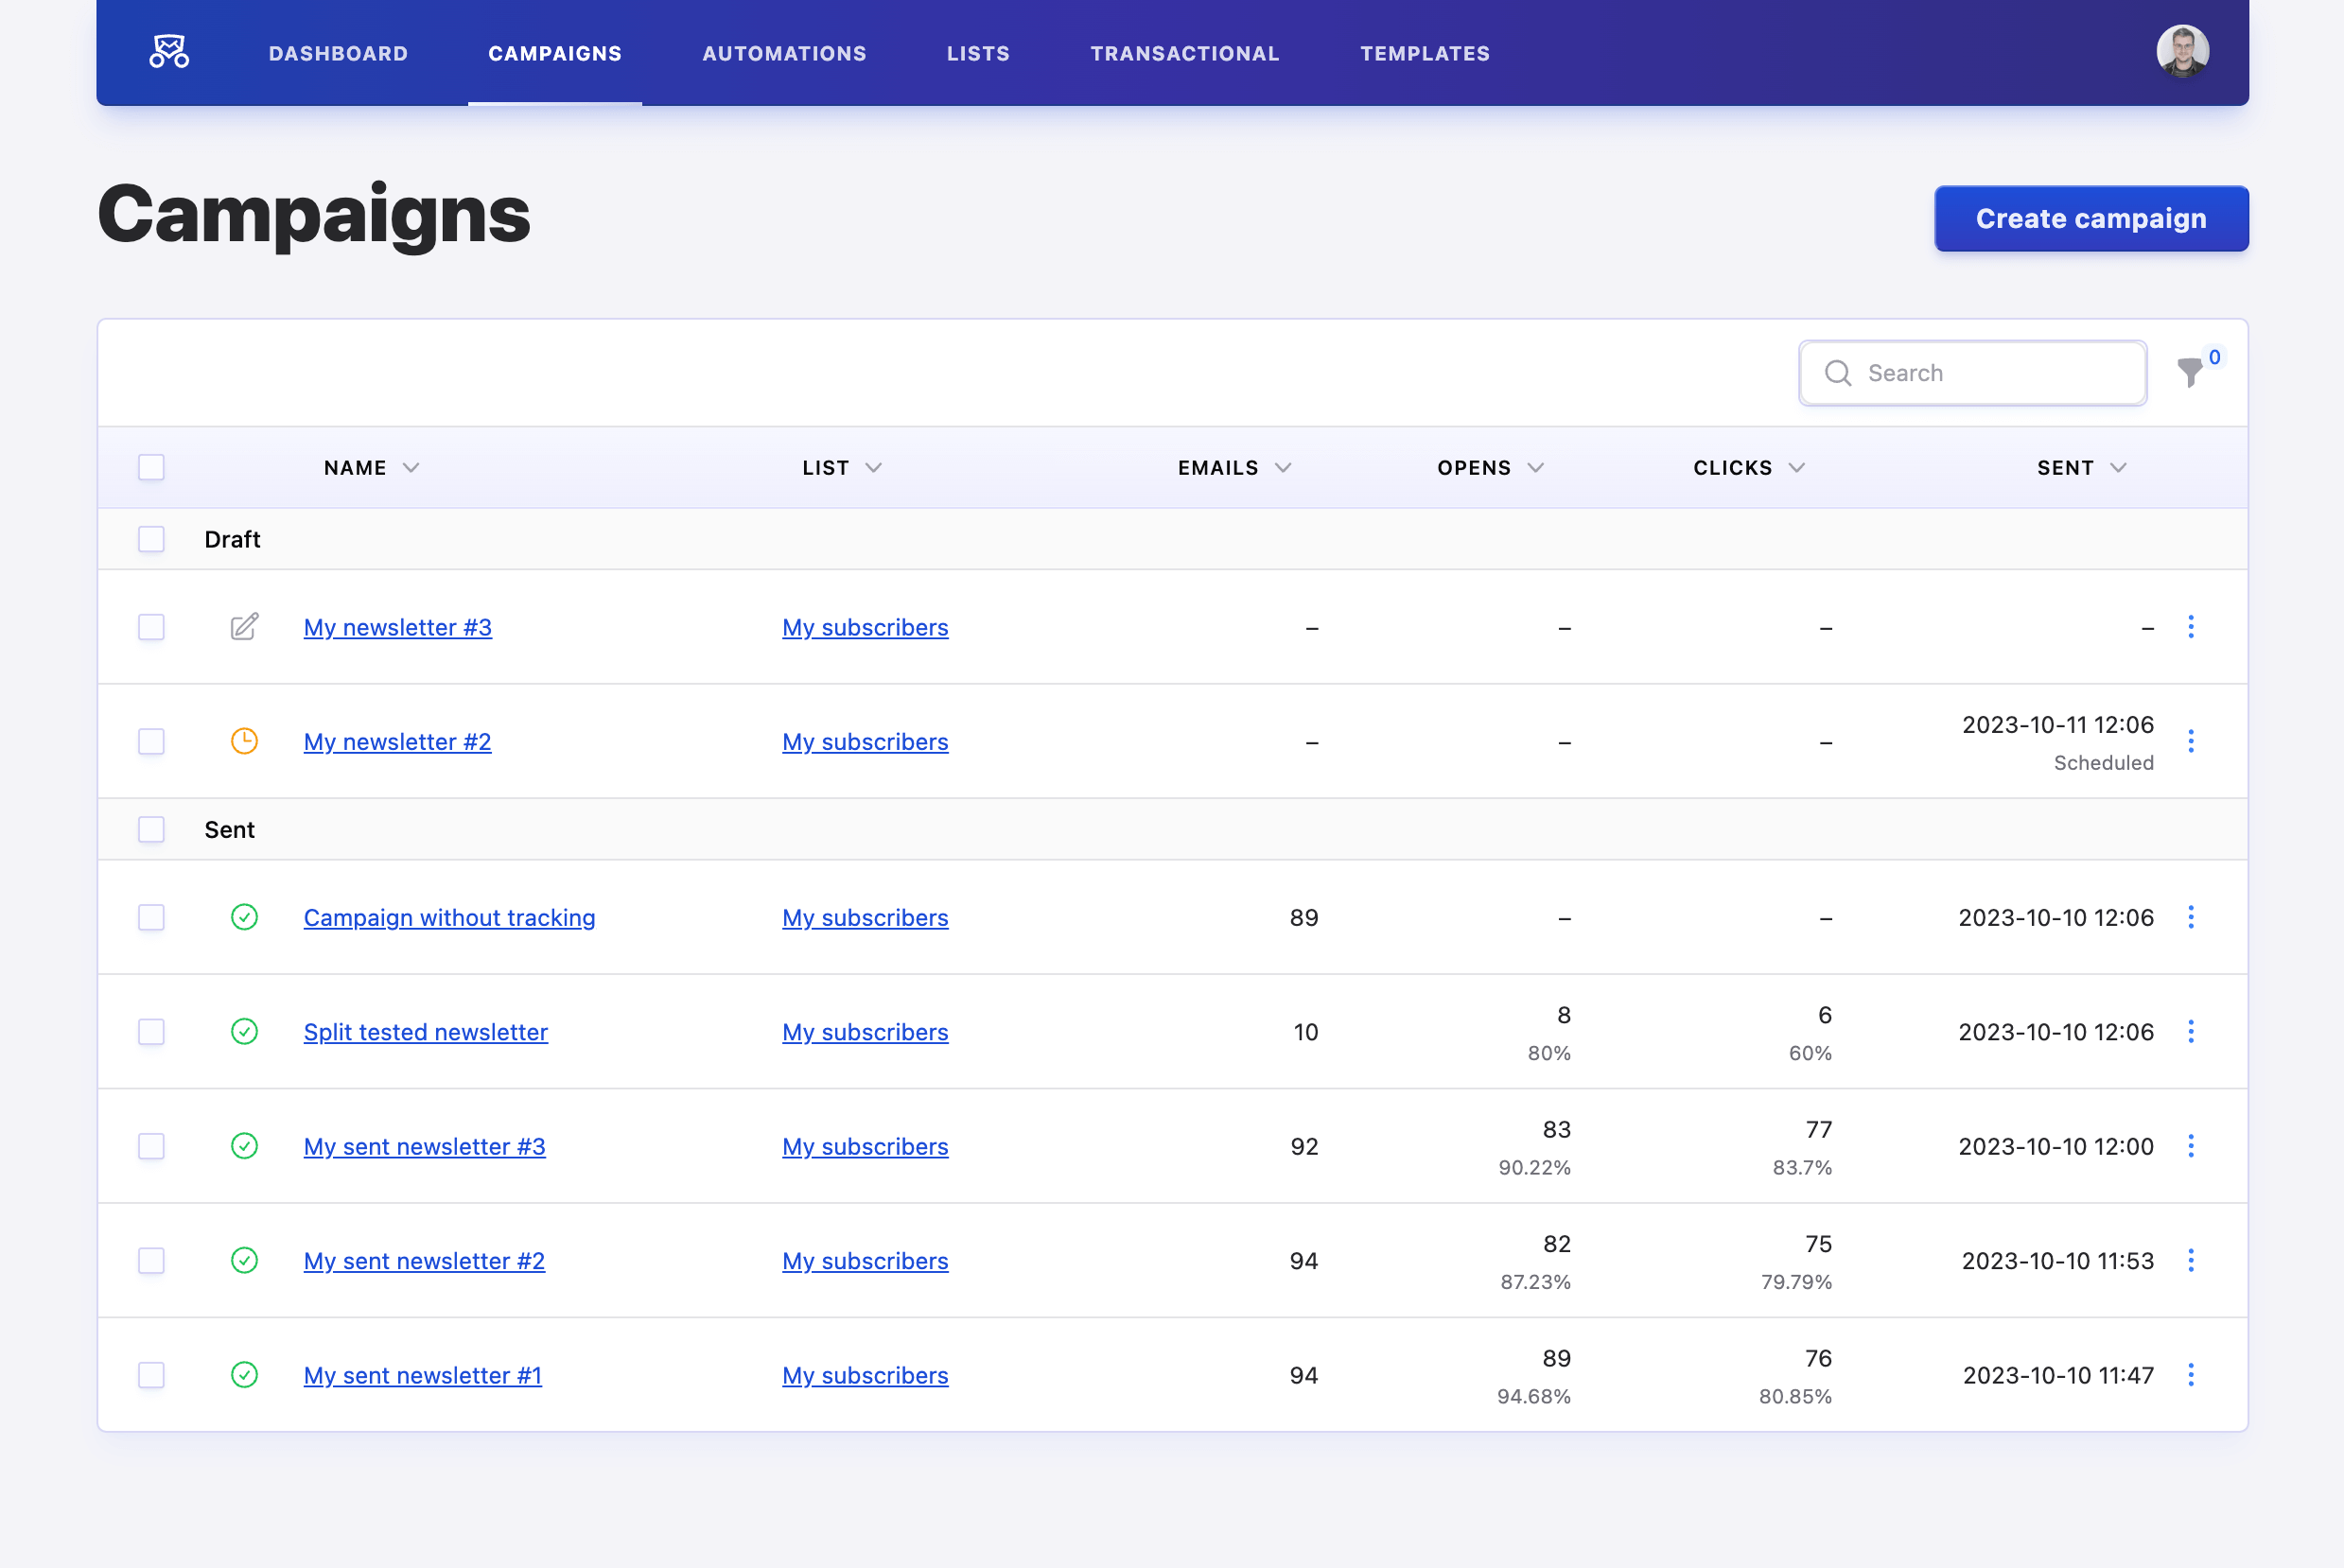 DASHBOARD CAMPAIGNS AUTOMATIONS LISTS TRANSACTIONAL TEMPLATES
Campaigns
Create campaign
Search
0
NAME LIST EMAILS OPENS CLICKS SENT
Draft
My newsletter #3 My subscribers – – – –
My newsletter #2 My subscribers – – – 2023-10-11 12:06
Scheduled
Sent
Campaign without tracking My subscribers 89 – – 2023-10-10 12:06
Split tested newsletter My subscribers 10 8 6 2023-10-10 12:06
80% 60%
My sent newsletter #3 My subscribers 92 83 77 2023-10-10 12:00
90.22% 83.7%
My sent newsletter #2 My subscribers 94 82 75 2023-10-10 11:53
87.23% 79.79%
My sent newsletter #1 My subscribers 94 89 76 2023-10-10 11:47
94.68% 80.85%